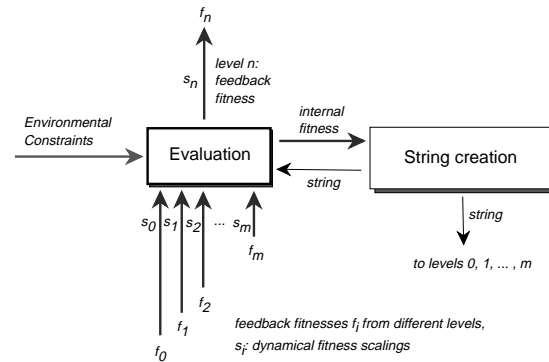 f_n
level n:
s_n feedback
fitness
Environmental
Constraints
internal
fitness
Evaluation
String creation
string
string
s_0 s_1 s_2 ... s_m
f_m
to levels 0, 1, ... , m
f_2
f_1
feedback fitnesses f_i from different levels,
f_0
s_i: dynamical fitness scalings